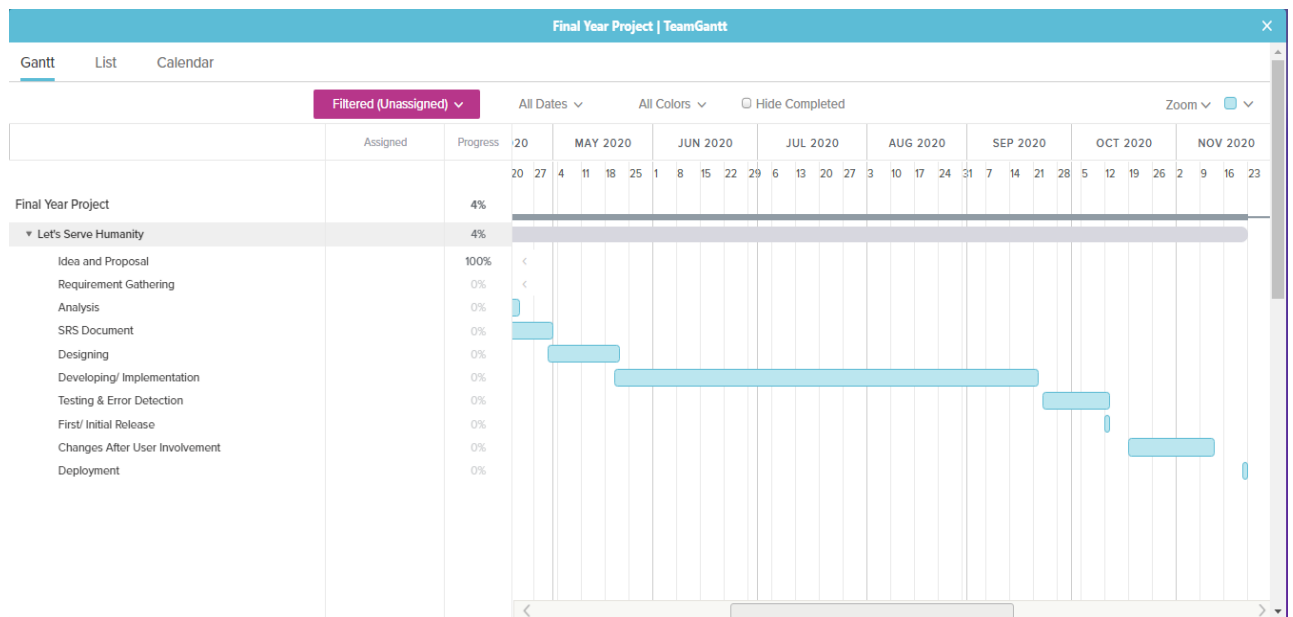 Final Year Project | TeamGantt
Gantt List Calendar
Filtered (Unassigned) All Dates All Colors Hide Completed Zoom
Assigned Progress 20 MAY 2020 JUN 2020 JUL 2020 AUG 2020 SEP 2020 OCT 2020 NOV 2020
20 27 4 11 18 25 1 8 15 22 29 6 13 20 27 3 10 17 24 31 7 14 21 28 5 12 19 26 2 9 16 23
Final Year Project 4%
Let's Serve Humanity 4%
Idea and Proposal 100%
Requirement Gathering 0%
Analysis 0%
SRS Document 0%
Designing 0%
Developing/ Implementation 0%
Testing & Error Detection 0%
First/ Initial Release 0%
Changes After User Involvement 0%
Deployment 0%